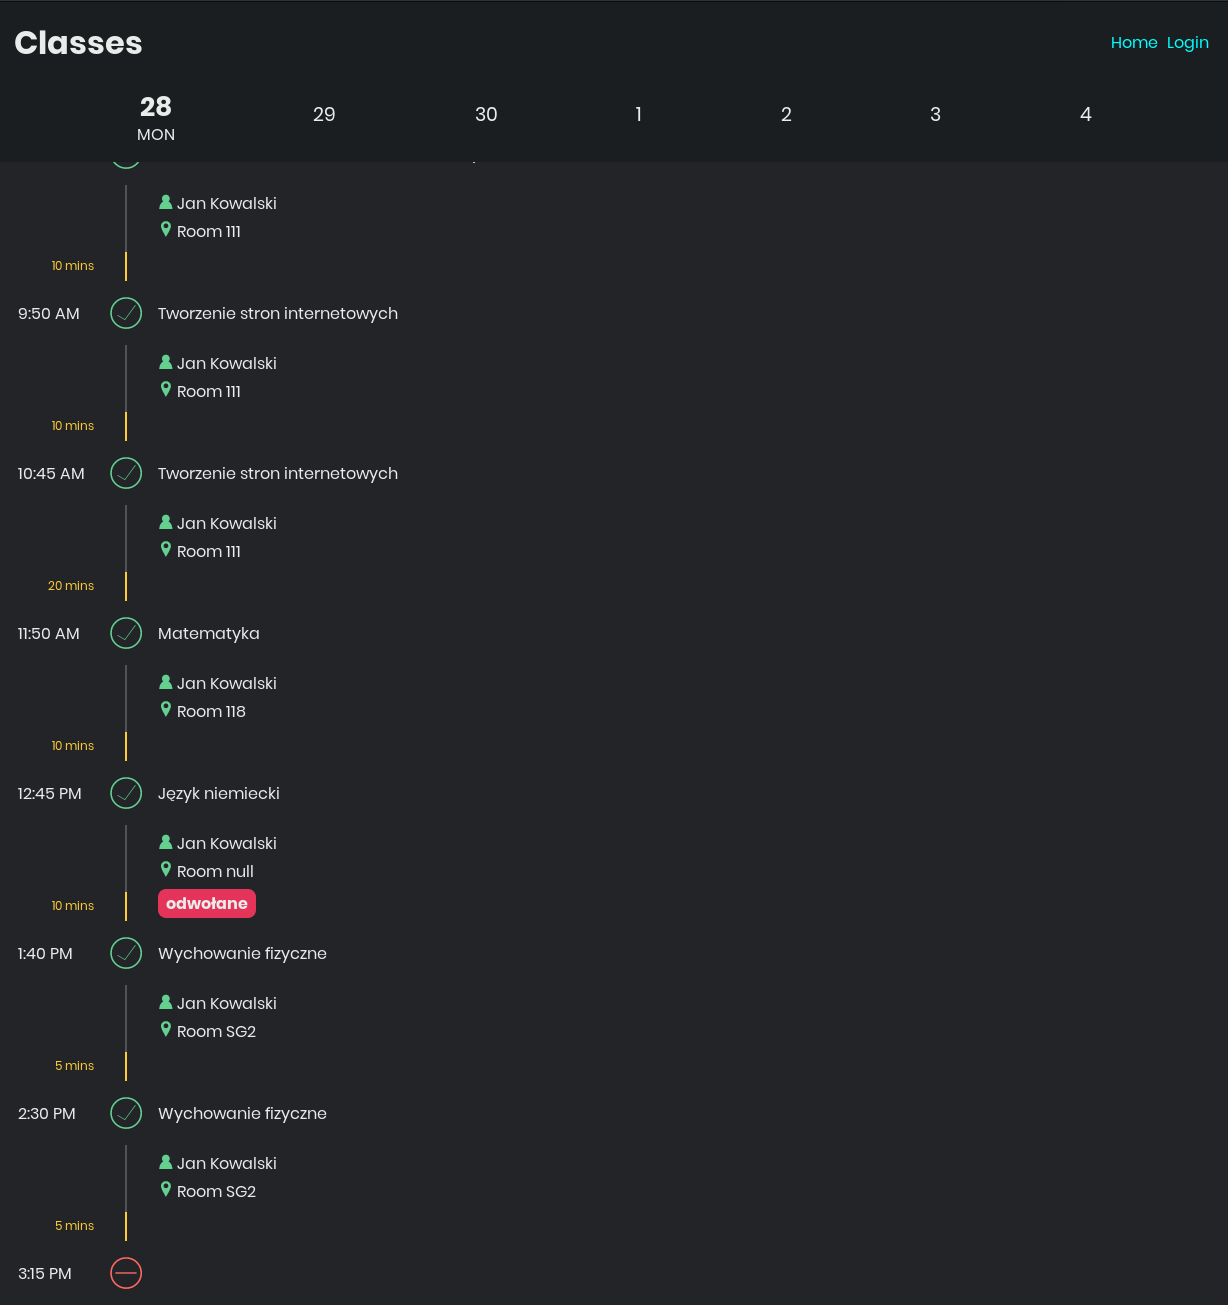 Classes
Home Login
28 29 30 1 2 3 4
MON
Jan Kowalski
Room 111
10 mins
9:50 AM Tworzenie stron internetowych
Jan Kowalski
Room 111
10 mins
10:45 AM Tworzenie stron internetowych
Jan Kowalski
Room 111
20 mins
11:50 AM Matematyka
Jan Kowalski
Room 118
10 mins
12:45 PM Język niemiecki
Jan Kowalski
Room null
10 mins odwołane
1:40 PM Wychowanie fizyczne
Jan Kowalski
Room SG2
5 mins
2:30 PM Wychowanie fizyczne
Jan Kowalski
Room SG2
5 mins
3:15 PM